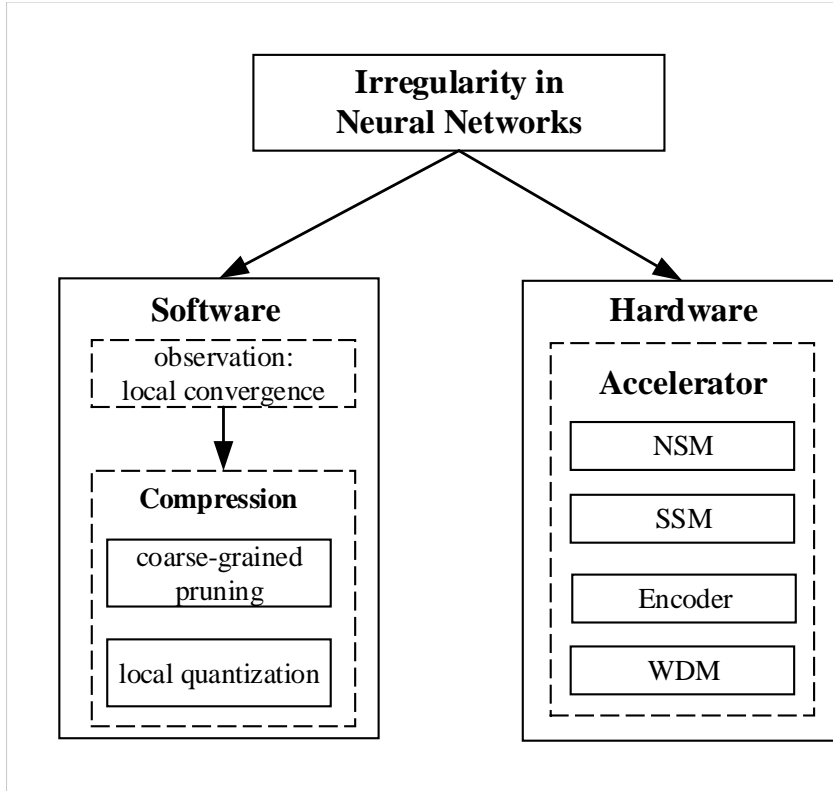 Irregularity in
Neural Networks
Software
observation:
local convergence
Compression
coarse-grained
pruning
local quantization
Hardware
Accelerator
NSM
SSM
Encoder
WDM